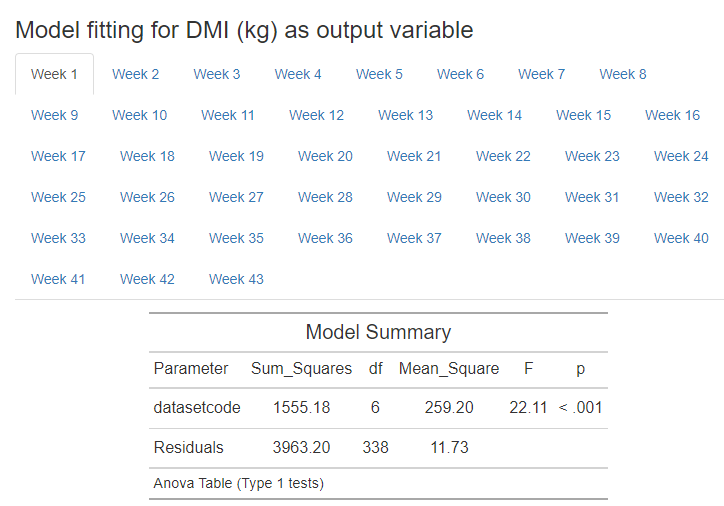 Model fitting for DMI (kg) as output variable
Week 1 Week 2 Week 3 Week 4 Week 5 Week 6 Week 7 Week 8
Week 9 Week 10 Week 11 Week 12 Week 13 Week 14 Week 15 Week 16
Week 17 Week 18 Week 19 Week 20 Week 21 Week 22 Week 23 Week 24
Week 25 Week 26 Week 27 Week 28 Week 29 Week 30 Week 31 Week 32
Week 33 Week 34 Week 35 Week 36 Week 37 Week 38 Week 39 Week 40
Week 41 Week 42 Week 43
Model Summary
Parameter Sum_Squares df Mean_Square F p
datasetcode 1555.18 6 259.20 22.11 < .001
Residuals 3963.20 338 11.73
Anova Table (Type 1 tests)